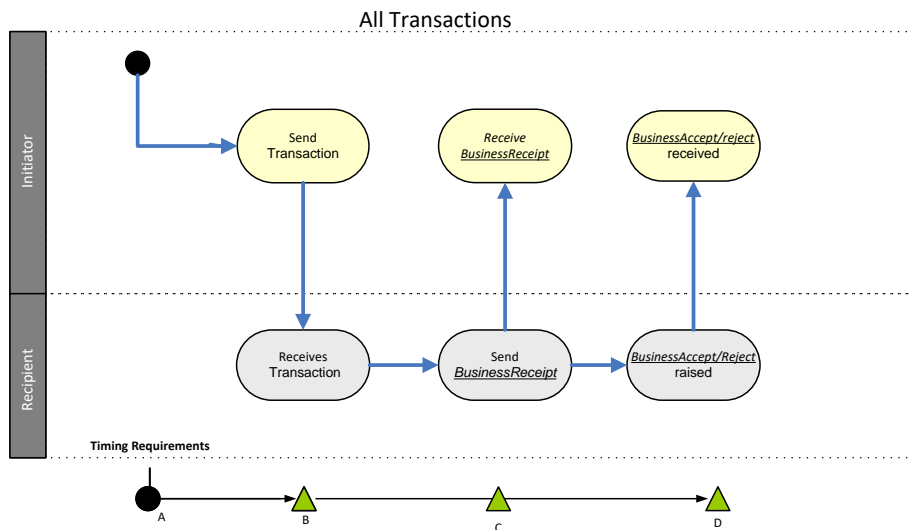 All Transactions
Initiator
Send
Transaction
Receive
BusinessReceipt
BusinessAccept/reject
received
Recipient
Receives
Transaction
Send
BusinessReceipt
BusinessAccept/Reject
raised
Timing Requirements
A
B
C
D